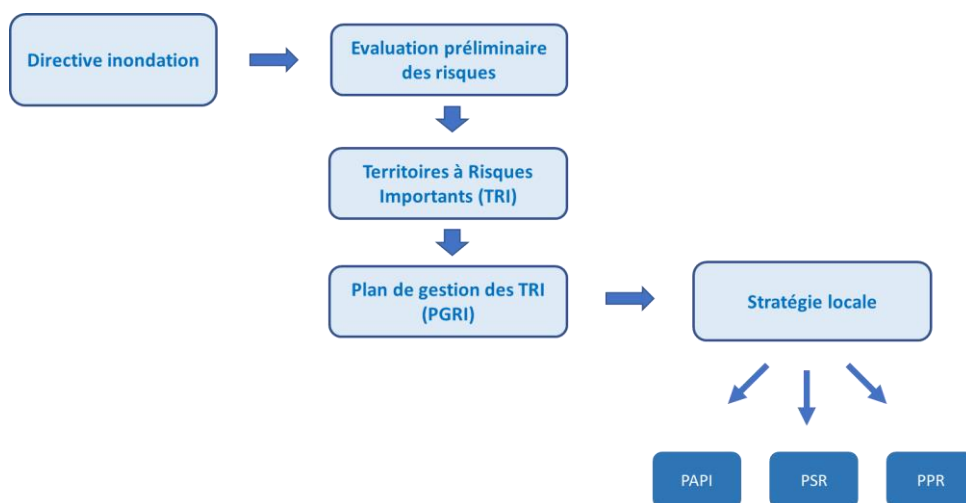 Directive inondation
Evaluation préliminaire
des risques
Territoires à Risques
Importants (TRI)
Plan de gestion des TRI
(PGRI)
Stratégie locale
PAPI
PSR
PPR